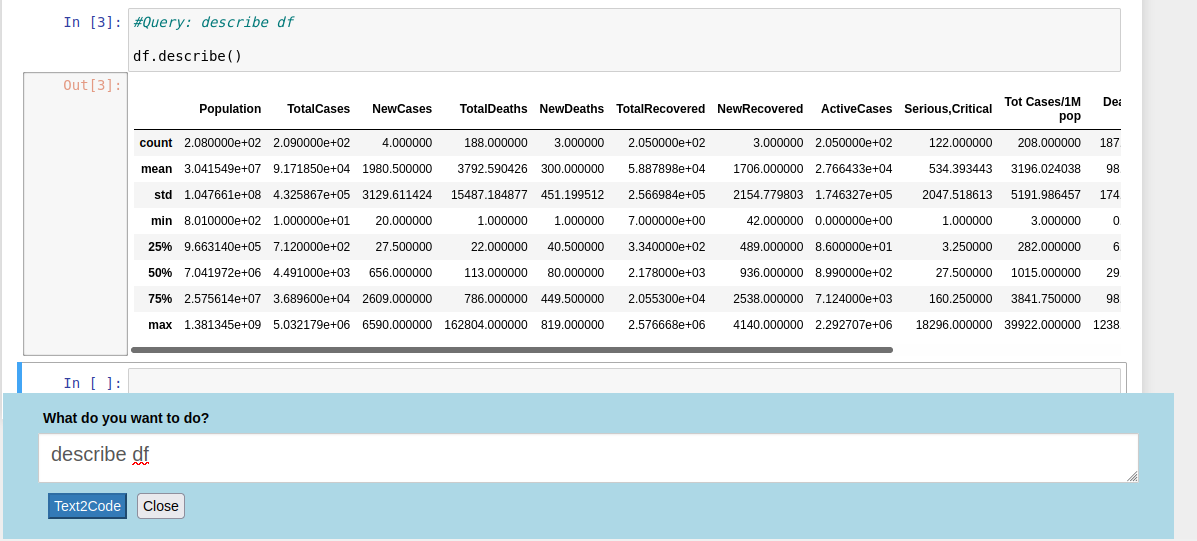 In [3]: #Query: describe df
df.describe()
Out[3]:
Population TotalCases NewCases TotalDeaths NewDeaths TotalRecovered NewRecovered ActiveCases Serious,Critical Tot Cases/1M pop Dea
count 2.080000e+02 2.090000e+02 4.000000 188.000000 3.000000 2.050000e+02 3.000000 2.050000e+02 122.000000 208.000000 187.
mean 3.041549e+07 9.171850e+04 1980.500000 3792.590426 300.000000 5.887898e+04 1706.000000 2.766433e+04 534.393443 3196.024038 98.
std 1.047661e+08 4.325867e+05 3129.611424 15487.184877 451.199512 2.566984e+05 2154.779803 1.746327e+05 2047.518613 5191.986457 174.
min 8.010000e+02 1.000000e+01 20.000000 1.000000 1.000000 7.000000e+00 42.000000 0.000000e+00 1.000000 3.000000 0.
25% 9.663140e+05 7.120000e+02 27.500000 22.000000 40.500000 3.340000e+02 489.000000 8.600000e+01 3.250000 282.000000 6.
50% 7.041972e+06 4.491000e+03 656.000000 113.000000 80.000000 2.178000e+03 936.000000 8.990000e+02 27.500000 1015.000000 29.
75% 2.575614e+07 3.689600e+04 2609.000000 786.000000 449.500000 2.055300e+04 2538.000000 7.124000e+03 160.250000 3841.750000 98.
max 1.381345e+09 5.032179e+06 6590.000000 162804.000000 819.000000 2.576668e+06 4140.000000 2.292707e+06 18296.000000 39922.000000 1238.
In [ ]:
What do you want to do?
describe df
Text2Code Close